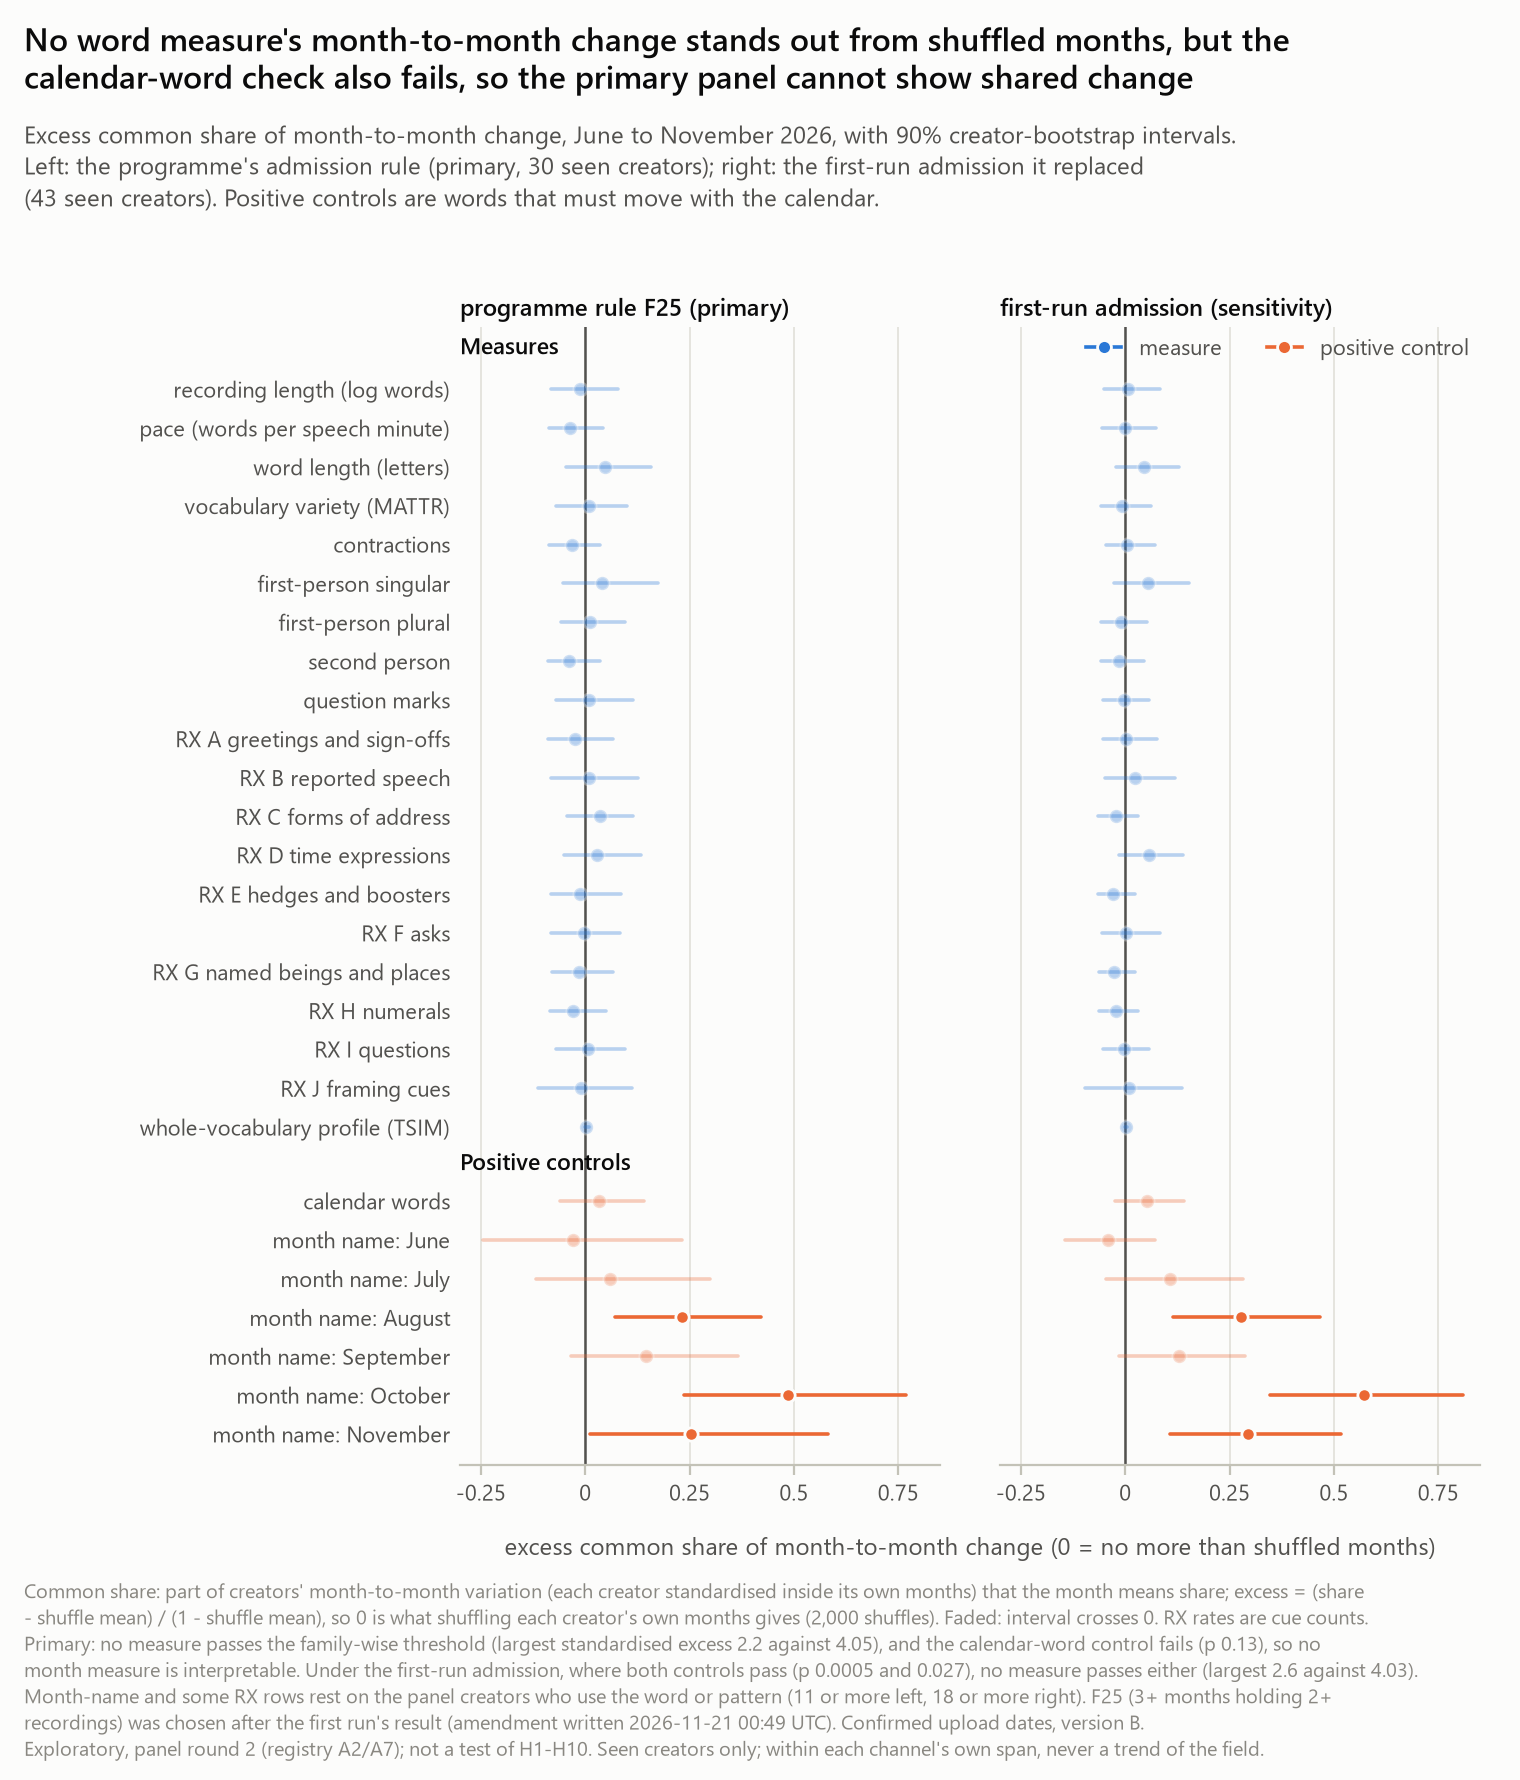 No word measure's month-to-month change stands out from shuffled months, but the
calendar-word check also fails, so the primary panel cannot show shared change
Excess common share of month-to-month change, June to November 2026, with 90% creator-bootstrap intervals.
Left: the programme's admission rule (primary, 30 seen creators); right: the first-run admission it replaced
(43 seen creators). Positive controls are words that must move with the calendar.
programme rule F25 (primary)
first-run admission (sensitivity)
Measures
measure
positive control
recording length (log words)
pace (words per speech minute)
word length (letters)
vocabulary variety (MATTR)
contractions
first-person singular
first-person plural
second person
question marks
RX A greetings and sign-offs
RX B reported speech
RX C forms of address
RX D time expressions
RX E hedges and boosters
RX F asks
RX G named beings and places
RX H numerals
RX I questions
RX J framing cues
whole-vocabulary profile (TSIM)
Positive controls
calendar words
month name: June
month name: July
month name: August
month name: September
month name: October
month name: November
-0.25 0 0.25 0.5 0.75
-0.25 0 0.25 0.5 0.75
excess common share of month-to-month change (0 = no more than shuffled months)
Common share: part of creators' month-to-month variation (each creator standardised inside its own months) that the month means share; excess = (share
- shuffle mean) / (1 - shuffle mean), so 0 is what shuffling each creator's own months gives (2,000 shuffles). Faded: interval crosses 0. RX rates are cue counts.
Primary: no measure passes the family-wise threshold (largest standardised excess 2.2 against 4.05), and the calendar-word control fails (p 0.13), so no
month measure is interpretable. Under the first-run admission, where both controls pass (p 0.0005 and 0.027), no measure passes either (largest 2.6 against 4.03).
Month-name and some RX rows rest on the panel creators who use the word or pattern (11 or more left, 18 or more right). F25 (3+ months holding 2+
recordings) was chosen after the first run's result (amendment written 2026-11-21 00:49 UTC). Confirmed upload dates, version B.
Exploratory, panel round 2 (registry A2/A7); not a test of H1-H10. Seen creators only; within each channel's own span, never a trend of the field.